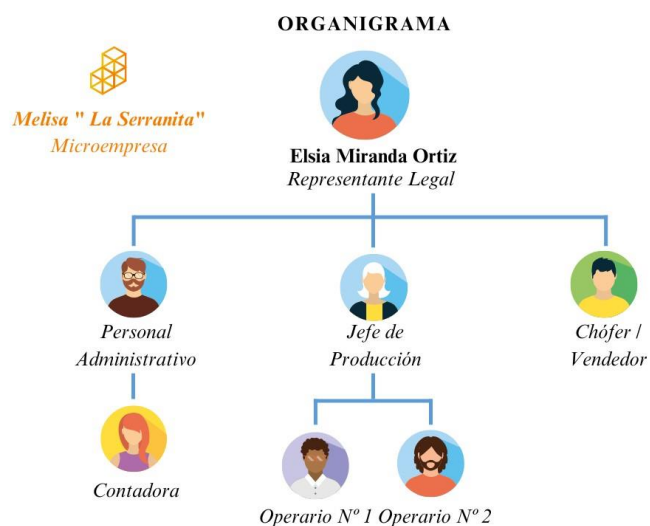 ORGANIGRAMA
Melisa " La Serranita"
Microempresa
Elsia Miranda Ortiz
Representante Legal
Personal
Administrativo
Jefe de
Producción
Chófer /
Vendedor
Contadora
Operario Nº 1
Operario Nº 2